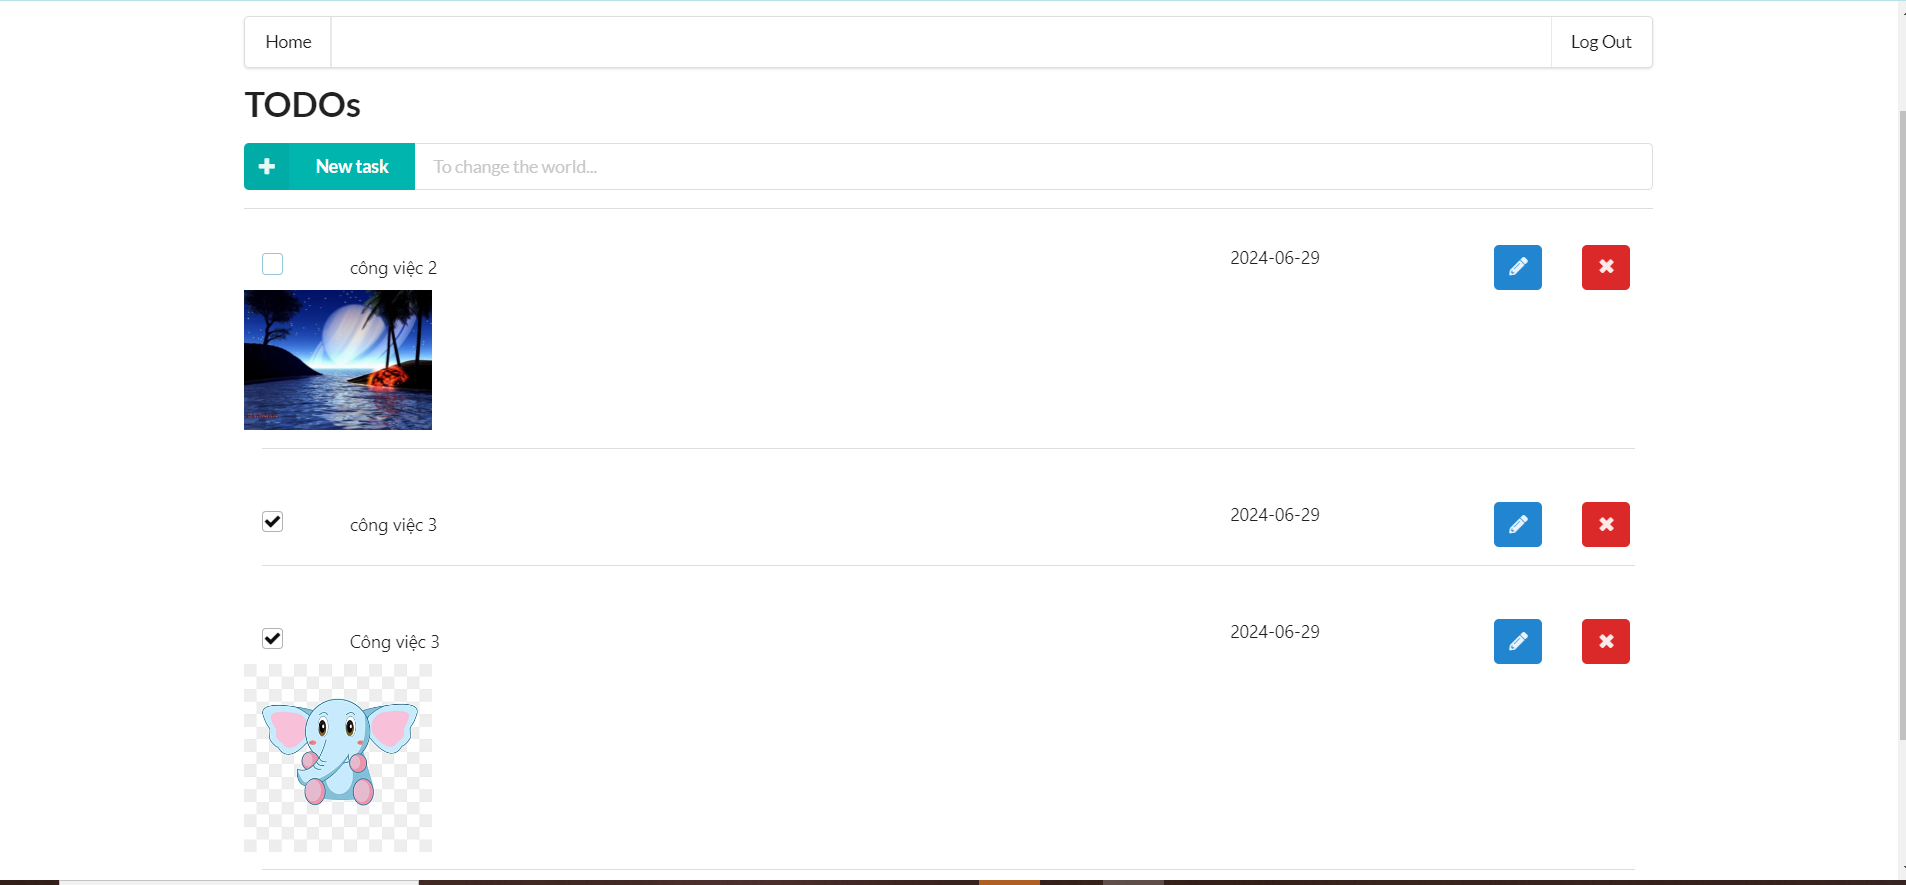 Home
Log Out
TODOs
New task
To change the world...
công việc 2
2024-06-29
công việc 3
2024-06-29
Công việc 3
2024-06-29